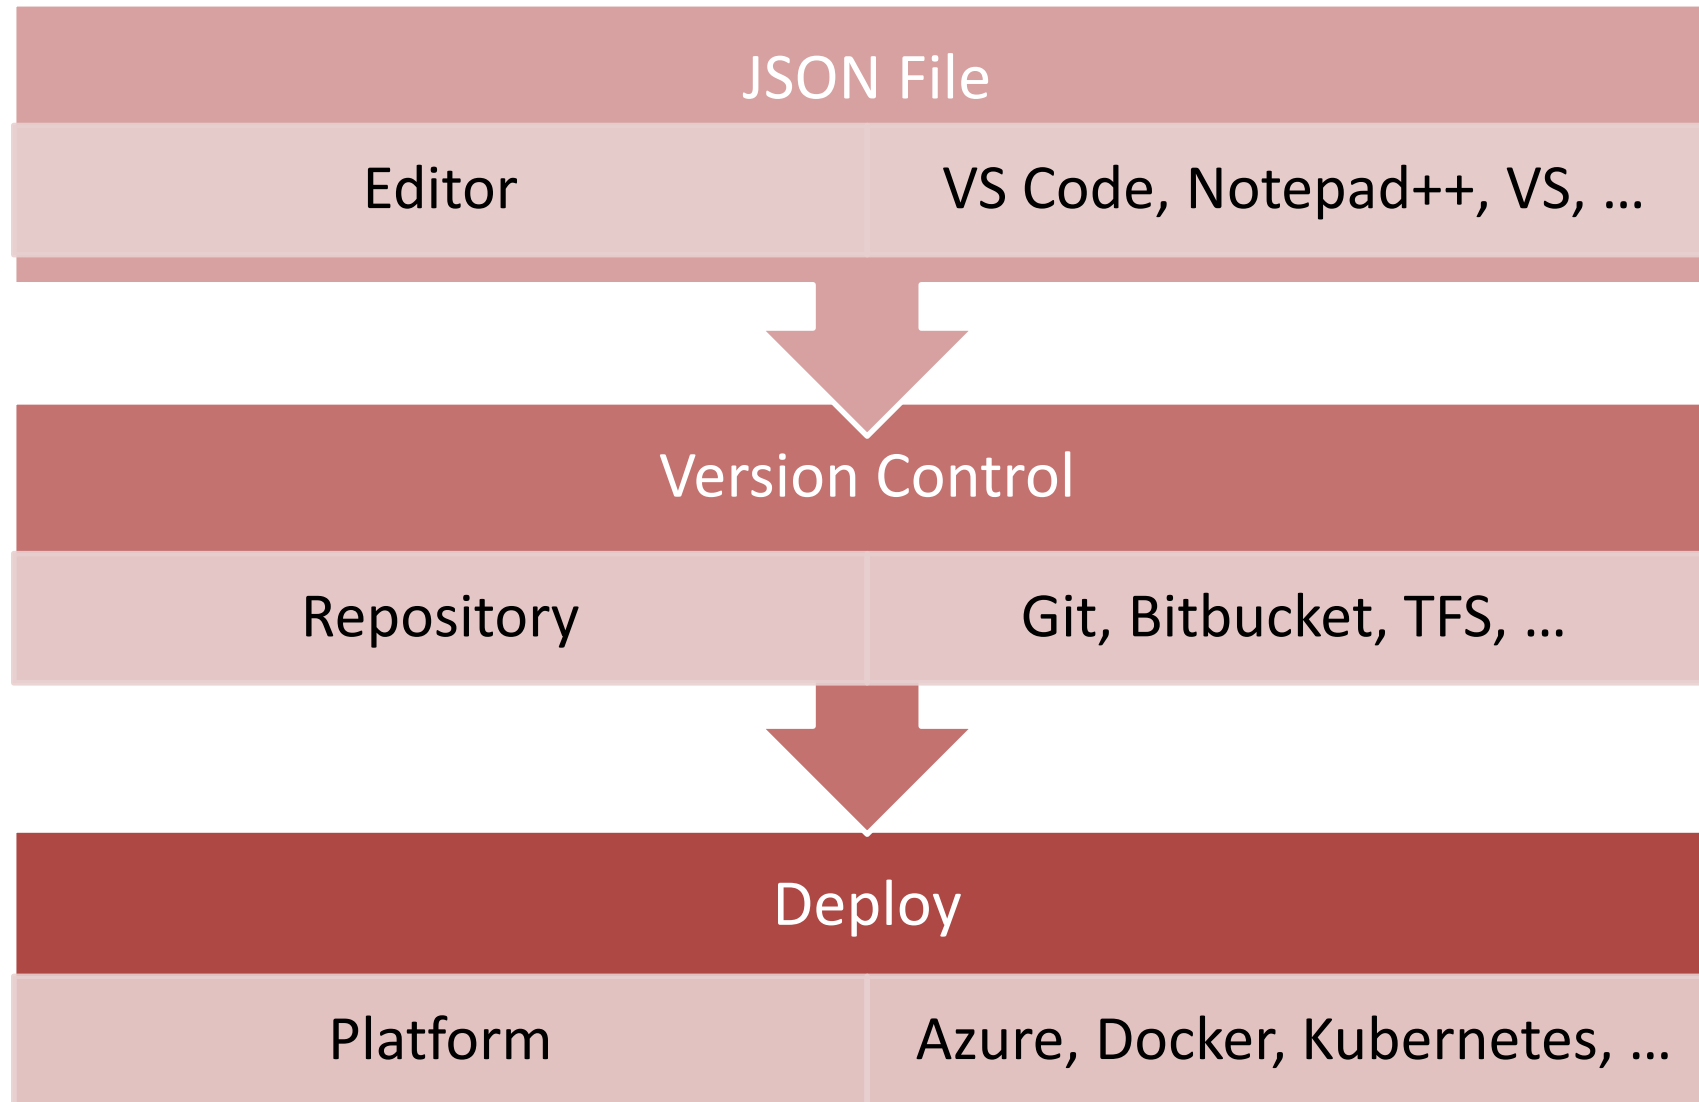 JSON File
Editor
VS Code, Notepad++, VS, …
Version Control
Repository
Git, Bitbucket, TFS, …
Deploy
Platform
Azure, Docker, Kubernetes, …